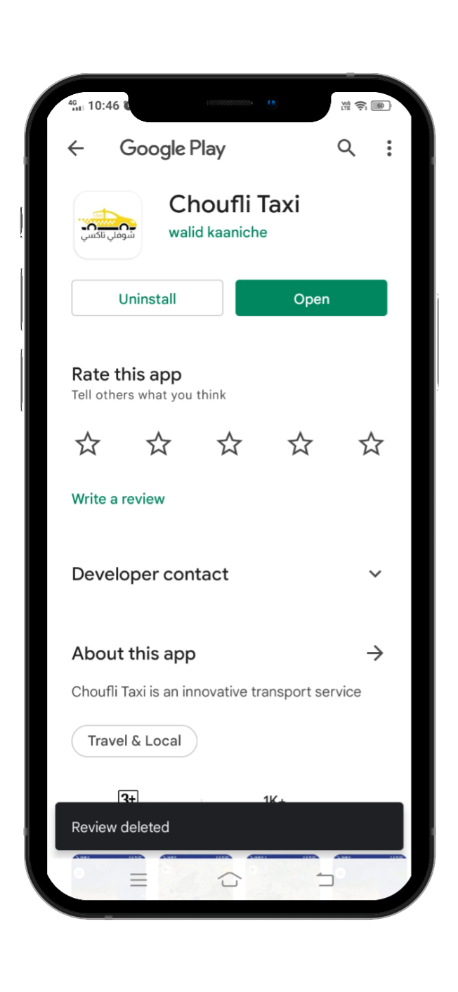 4G 10:46
Google Play
Choufli Taxi
walid kaaniche
شوفلي تاكسي
Uninstall
Open
Rate this app
Tell others what you think
Write a review
Developer contact
About this app
Choufli Taxi is an innovative transport service
Travel & Local
3+
1K+
Review deleted